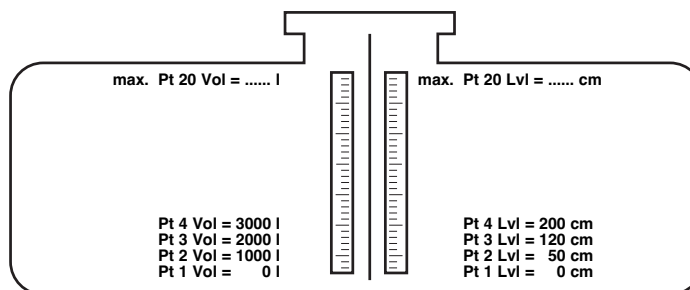 max. Pt 20 Vol = ...... l
max. Pt 20 Lvl = ...... cm
Pt 4 Vol = 3000 l
Pt 3 Vol = 2000 l
Pt 2 Vol = 1000 l
Pt 1 Vol = 0 l
Pt 4 Lvl = 200 cm
Pt 3 Lvl = 120 cm
Pt 2 Lvl = 50 cm
Pt 1 Lvl = 0 cm